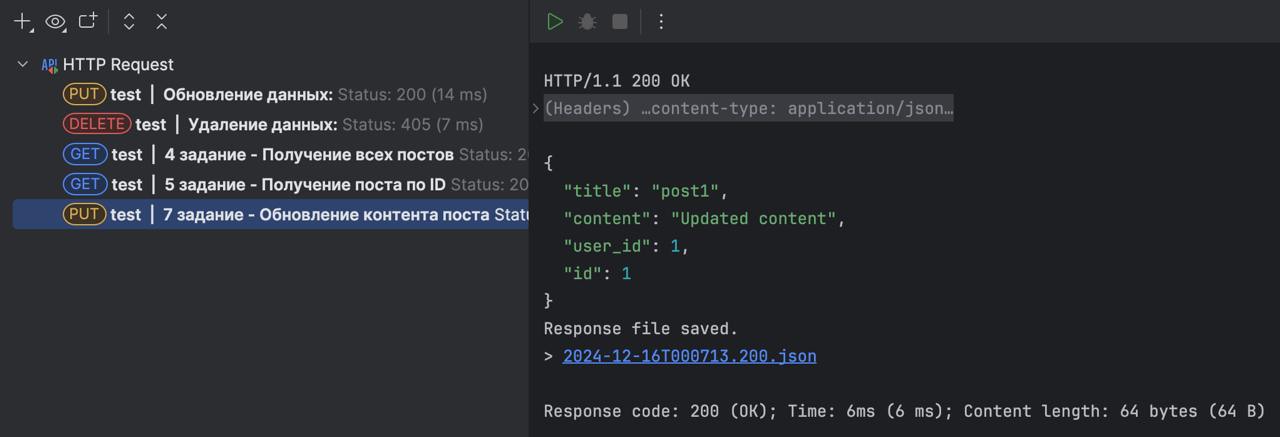 API HTTP Request
PUT test | Обновление данных: Status: 200 (14 ms)
DELETE test | Удаление данных: Status: 405 (7 ms)
GET test | 4 задание - Получение всех постов Status: 2
GET test | 5 задание - Получение поста по ID Status: 20
PUT test | 7 задание - Обновление контента поста Statu
HTTP/1.1 200 OK
(Headers) …content-type: application/json…
{
"title": "post1",
"content": "Updated content",
"user_id": 1,
"id": 1
}
Response file saved.
> 2024-12-16T000713.200.json
Response code: 200 (OK); Time: 6ms (6 ms); Content length: 64 bytes (64 B)